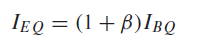 I_{EQ} = (1 + β)I_{BQ}